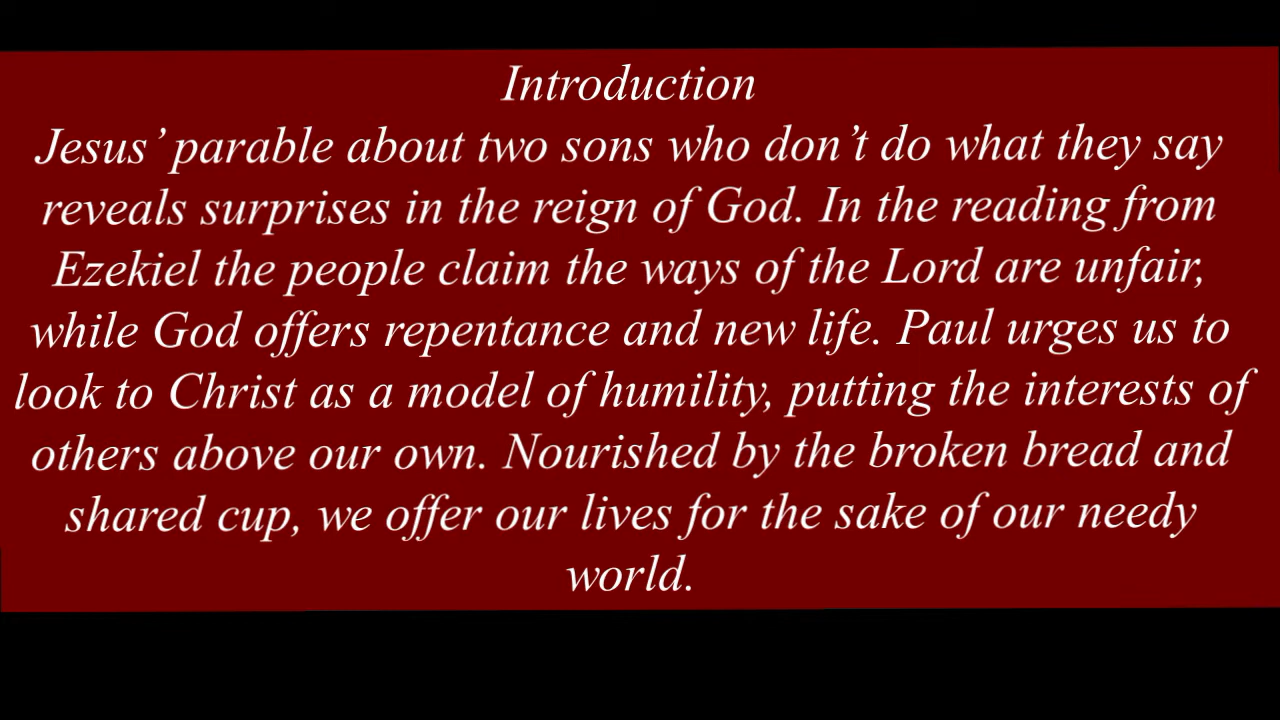 Introduction
Jesus’ parable about two sons who don’t do what they say
reveals surprises in the reign of God. In the reading from
Ezekiel the people claim the ways of the Lord are unfair,
while God offers repentance and new life. Paul urges us to
look to Christ as a model of humility, putting the interests of
others above our own. Nourished by the broken bread and
shared cup, we offer our lives for the sake of our needy
world.